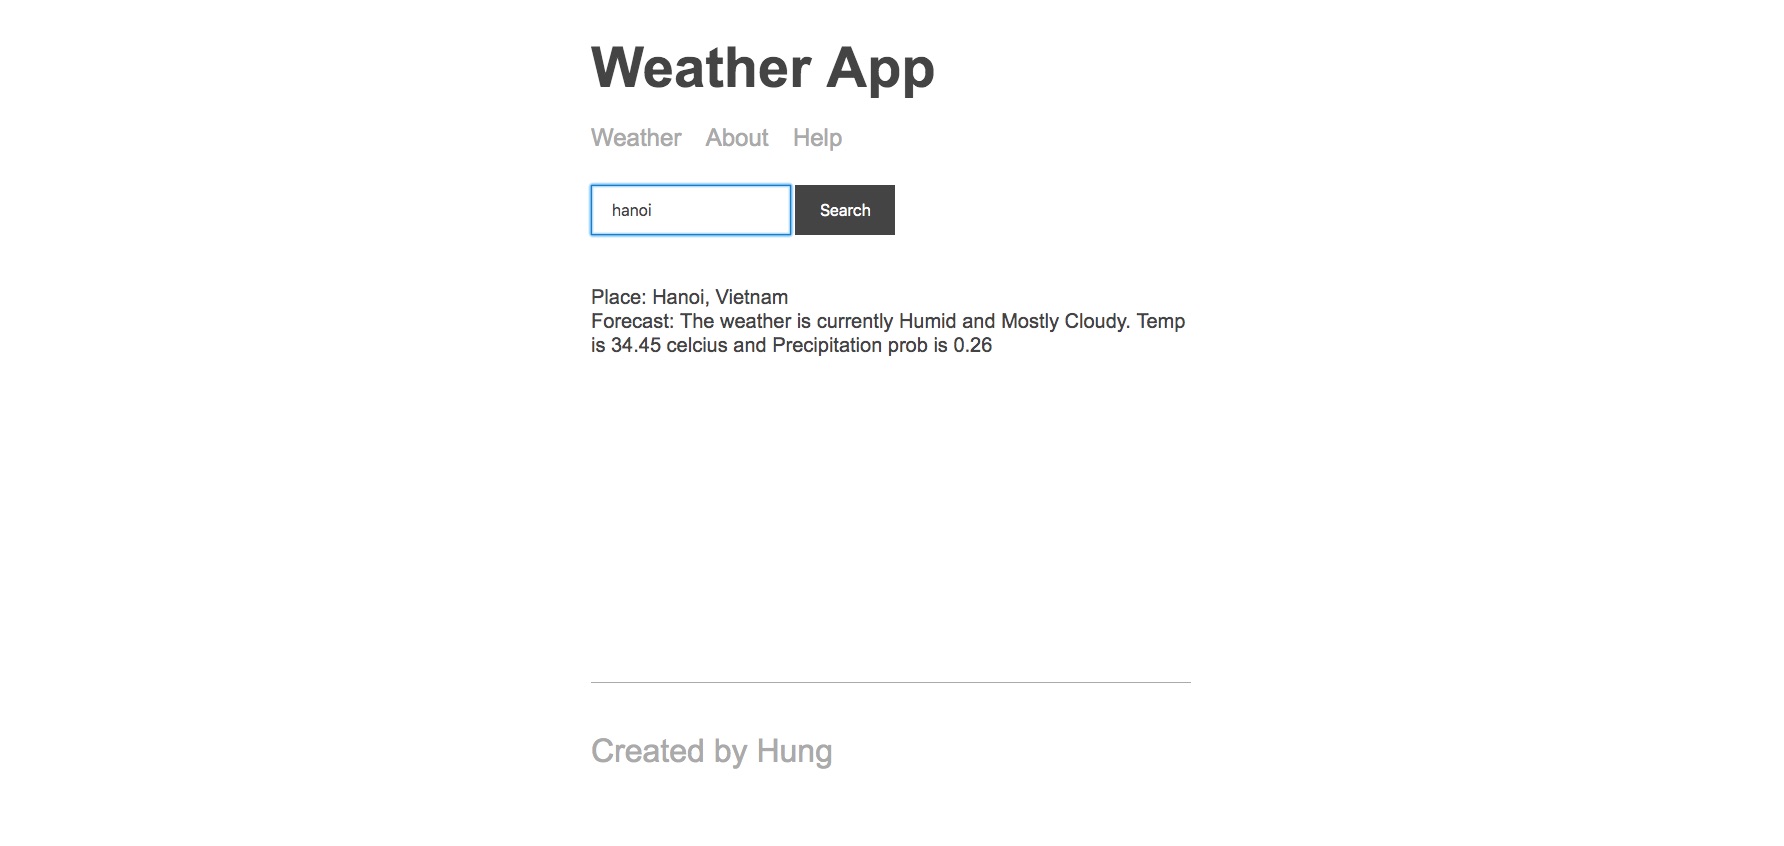 Weather App
Weather About Help
hanoi Search
Place: Hanoi, Vietnam
Forecast: The weather is currently Humid and Mostly Cloudy. Temp
is 34.45 celcius and Precipitation prob is 0.26
Created by Hung